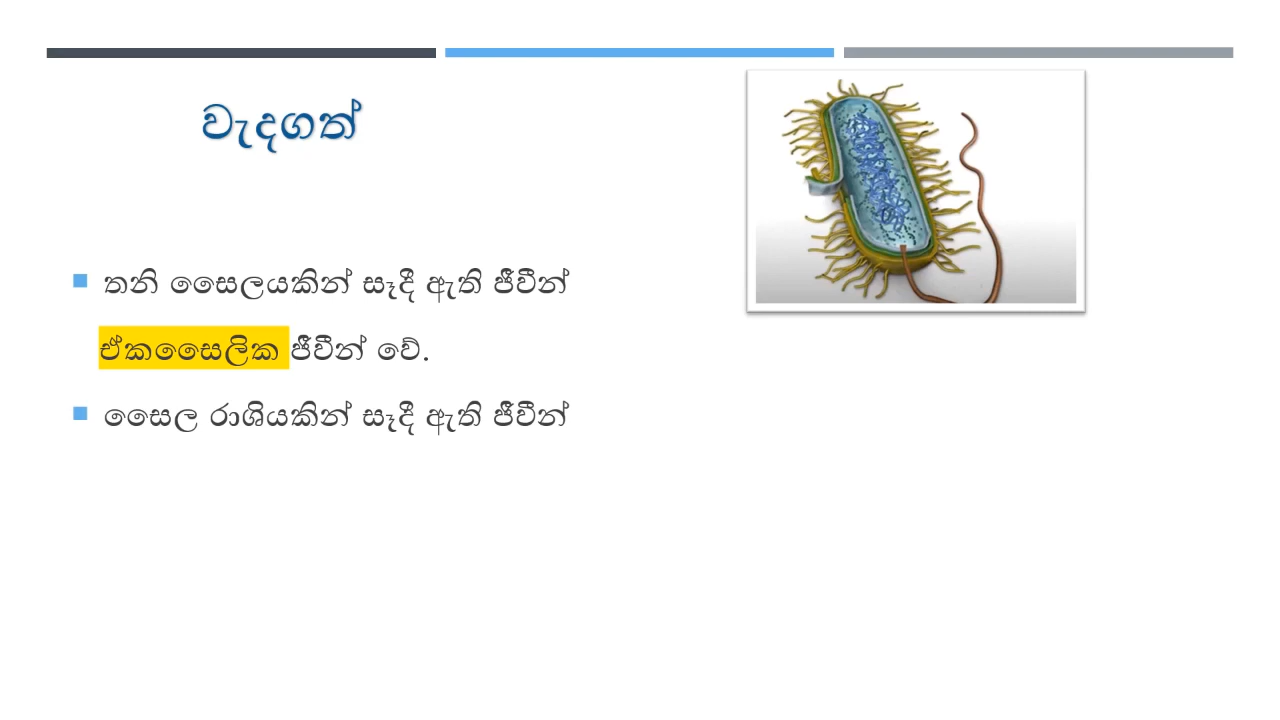 වැදගත්
තනි සෛලයකින් සෑදී ඇති ජීවීන්
ඒකසෛලික ජීවීන් වේ.
සෛල රාශියකින් සෑදී ඇති ජීවීන්